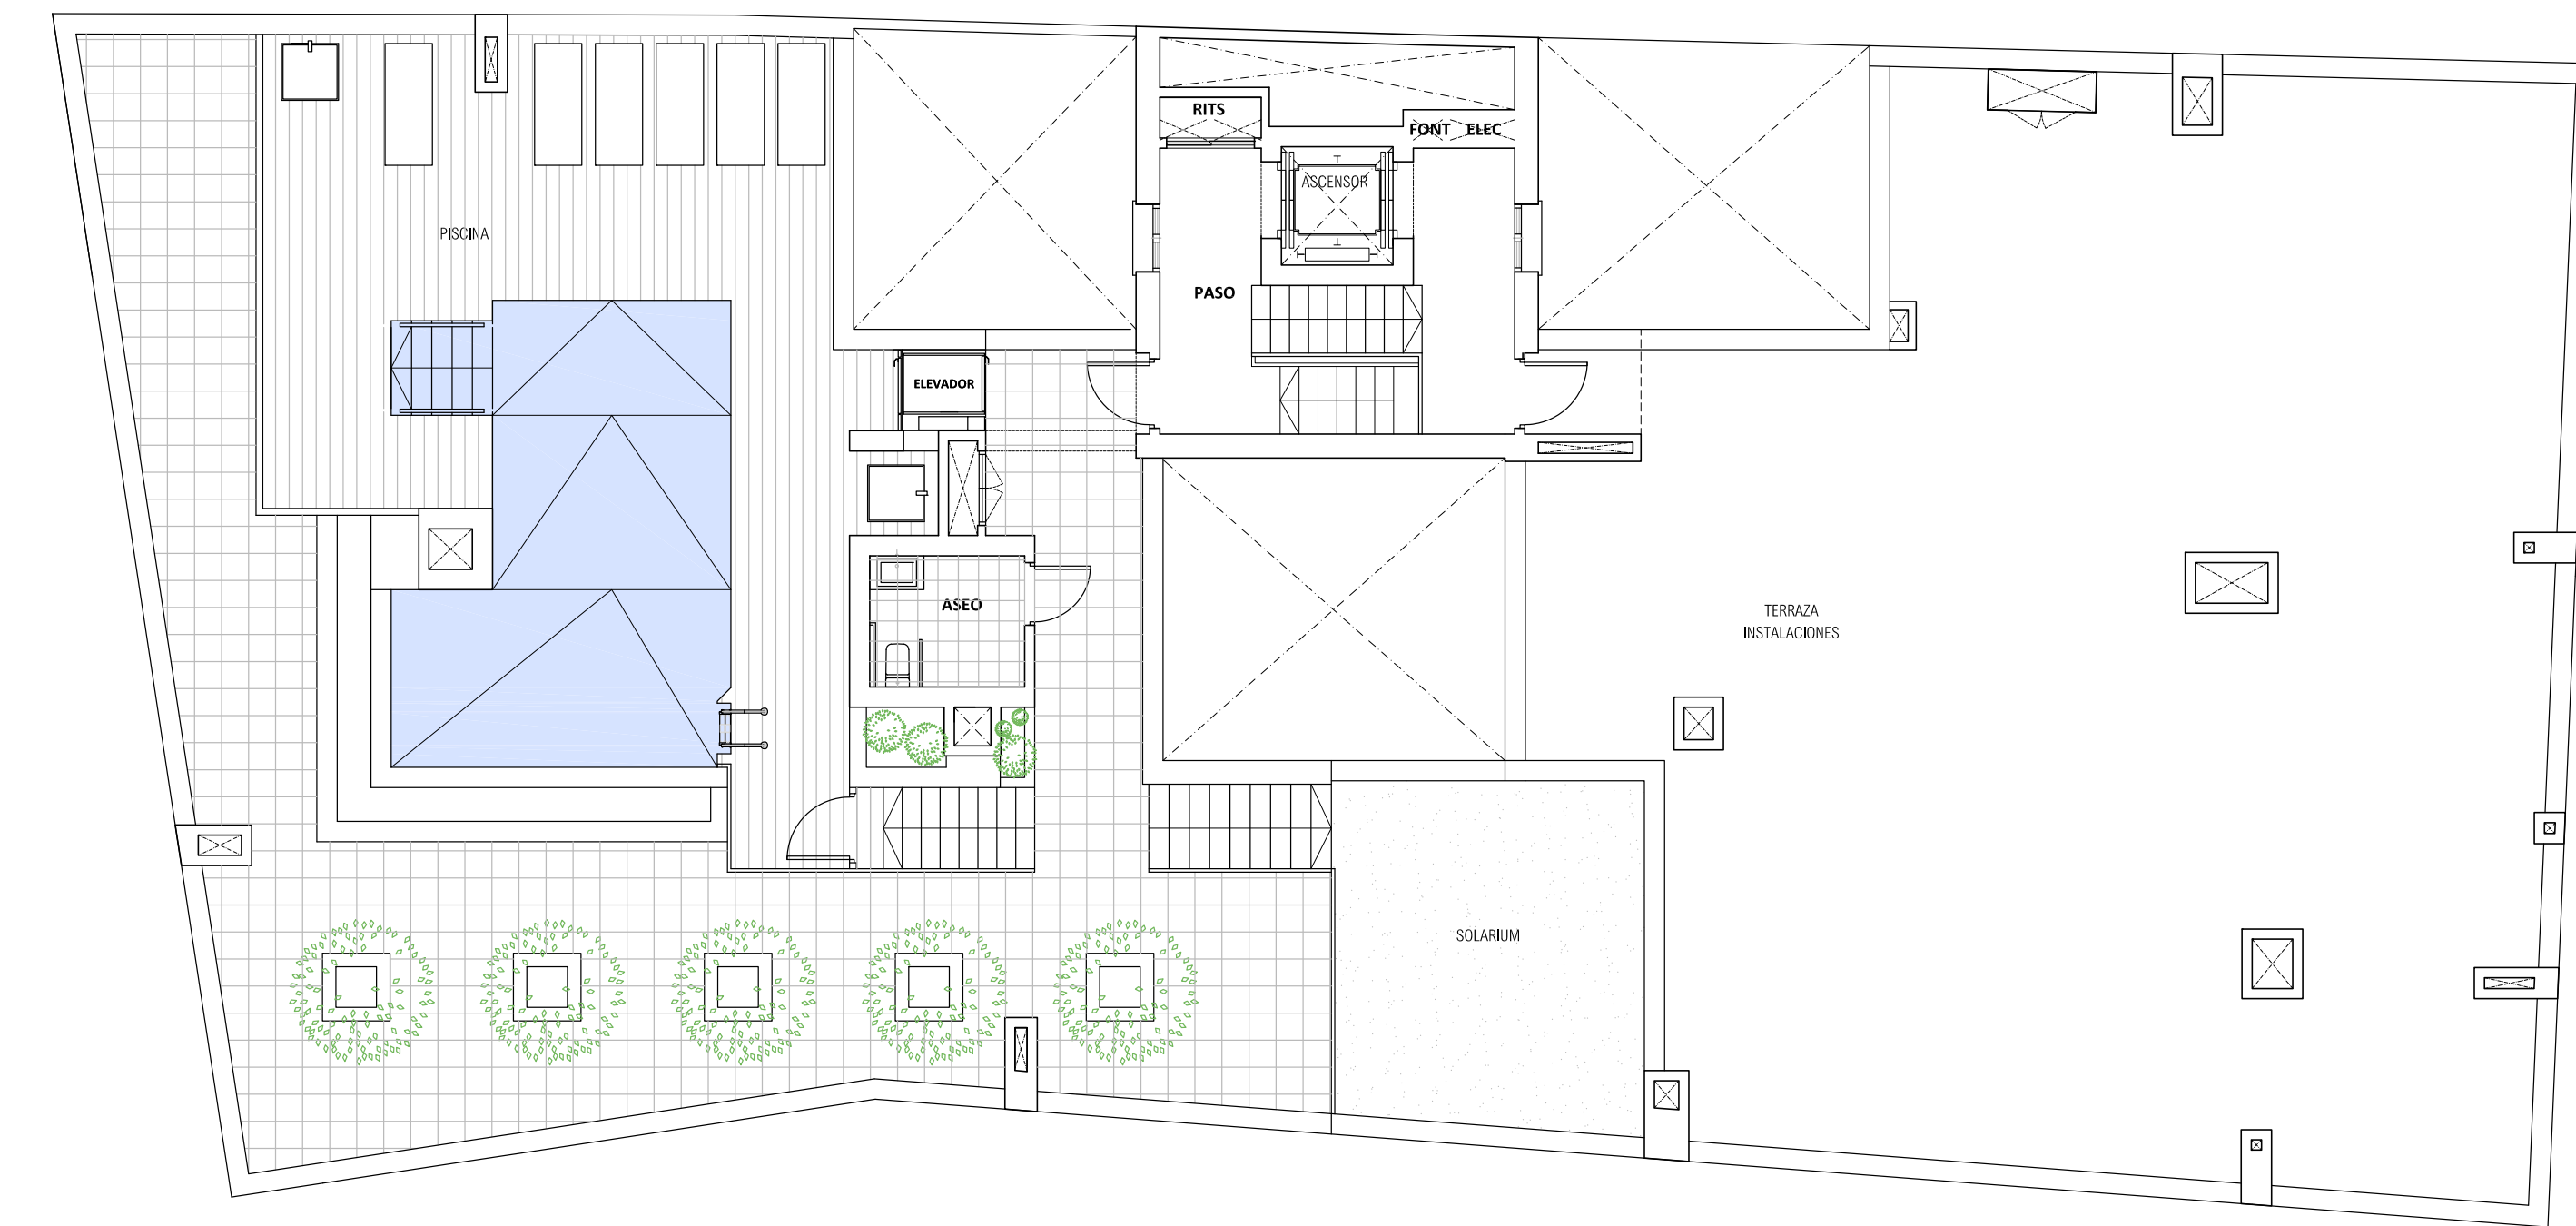 RITS
FONT ELEC
ASCENSOR
PISCINA
PASO
ELEVADOR
ASEO
TERRAZA
INSTALACIONES
SOLARIUM